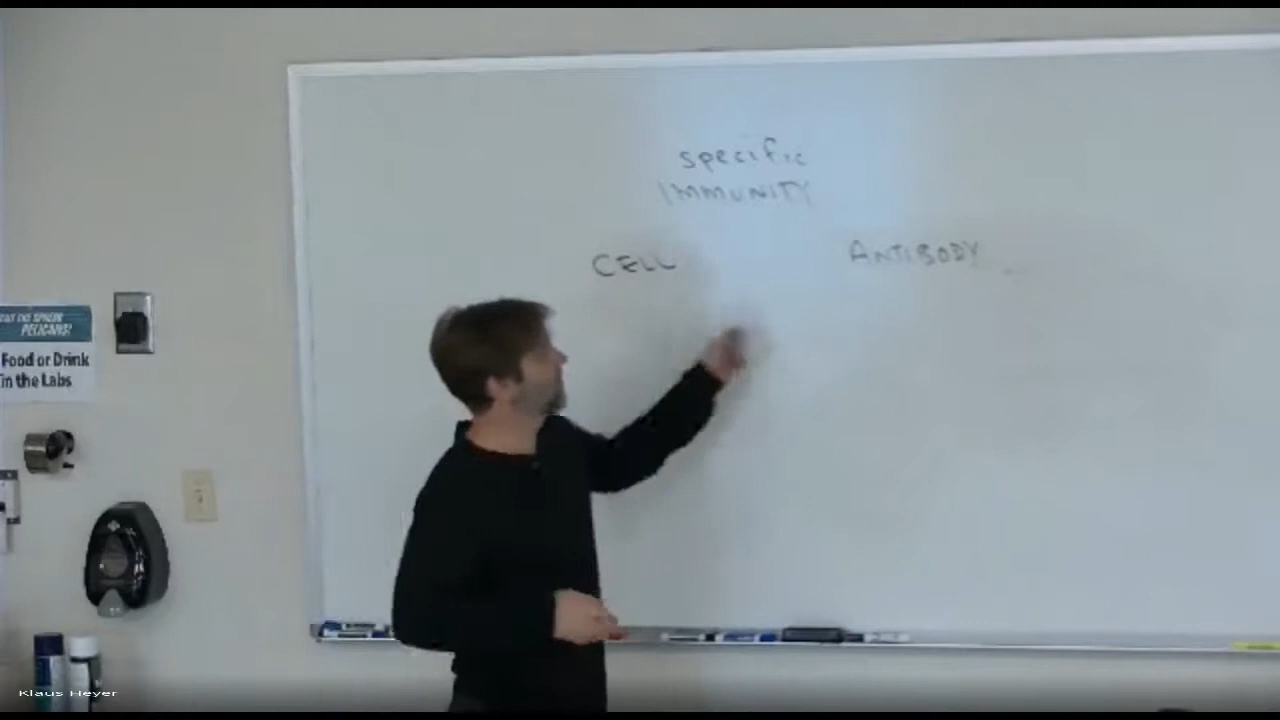 specific
IMMUNITY
CELL
ANTIBODY
PELICANS!
Food or Drink
in the Labs
Klaus Heyer